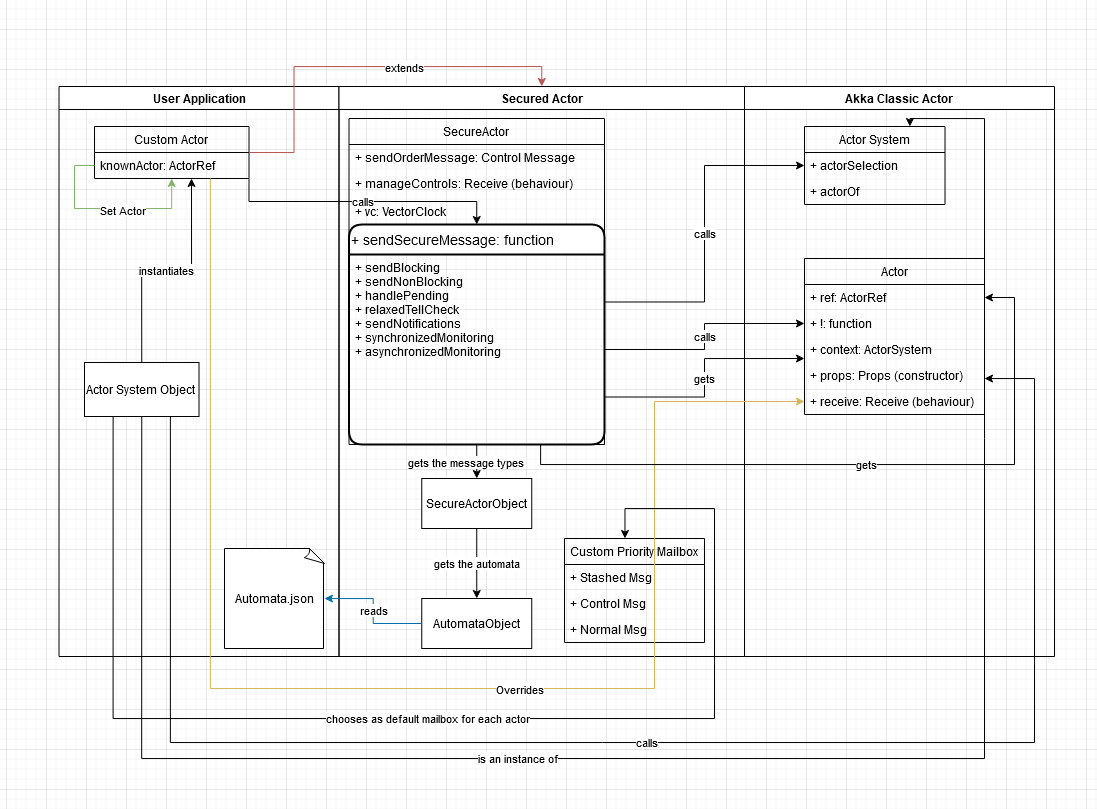 extends
User Application
Secured Actor
Akka Classic Actor
Custom Actor
knownActor: ActorRef
Set Actor
instantiates
Actor System Object
calls
SecureActor
+ sendOrderMessage: Control Message
+ manageControls: Receive (behaviour)
+ vc: VectorClock
+ sendSecureMessage: function
+ sendBlocking
+ sendNonBlocking
+ handlePending
+ relaxedTellCheck
+ sendNotifications
+ synchronizedMonitoring
+ asynchronizedMonitoring
calls
calls
gets
Actor System
+ actorSelection
+ actorOf
Actor
+ ref: ActorRef
+ !: function
+ context: ActorSystem
+ props: Props (constructor)
+ receive: Receive (behaviour)
gets the message types
gets
SecureActorObject
gets the automata
AutomataObject
reads
Automata.json
Custom Priority Mailbox
+ Stashed Msg
+ Control Msg
+ Normal Msg
Overrides
chooses as default mailbox for each actor
calls
is an instance of